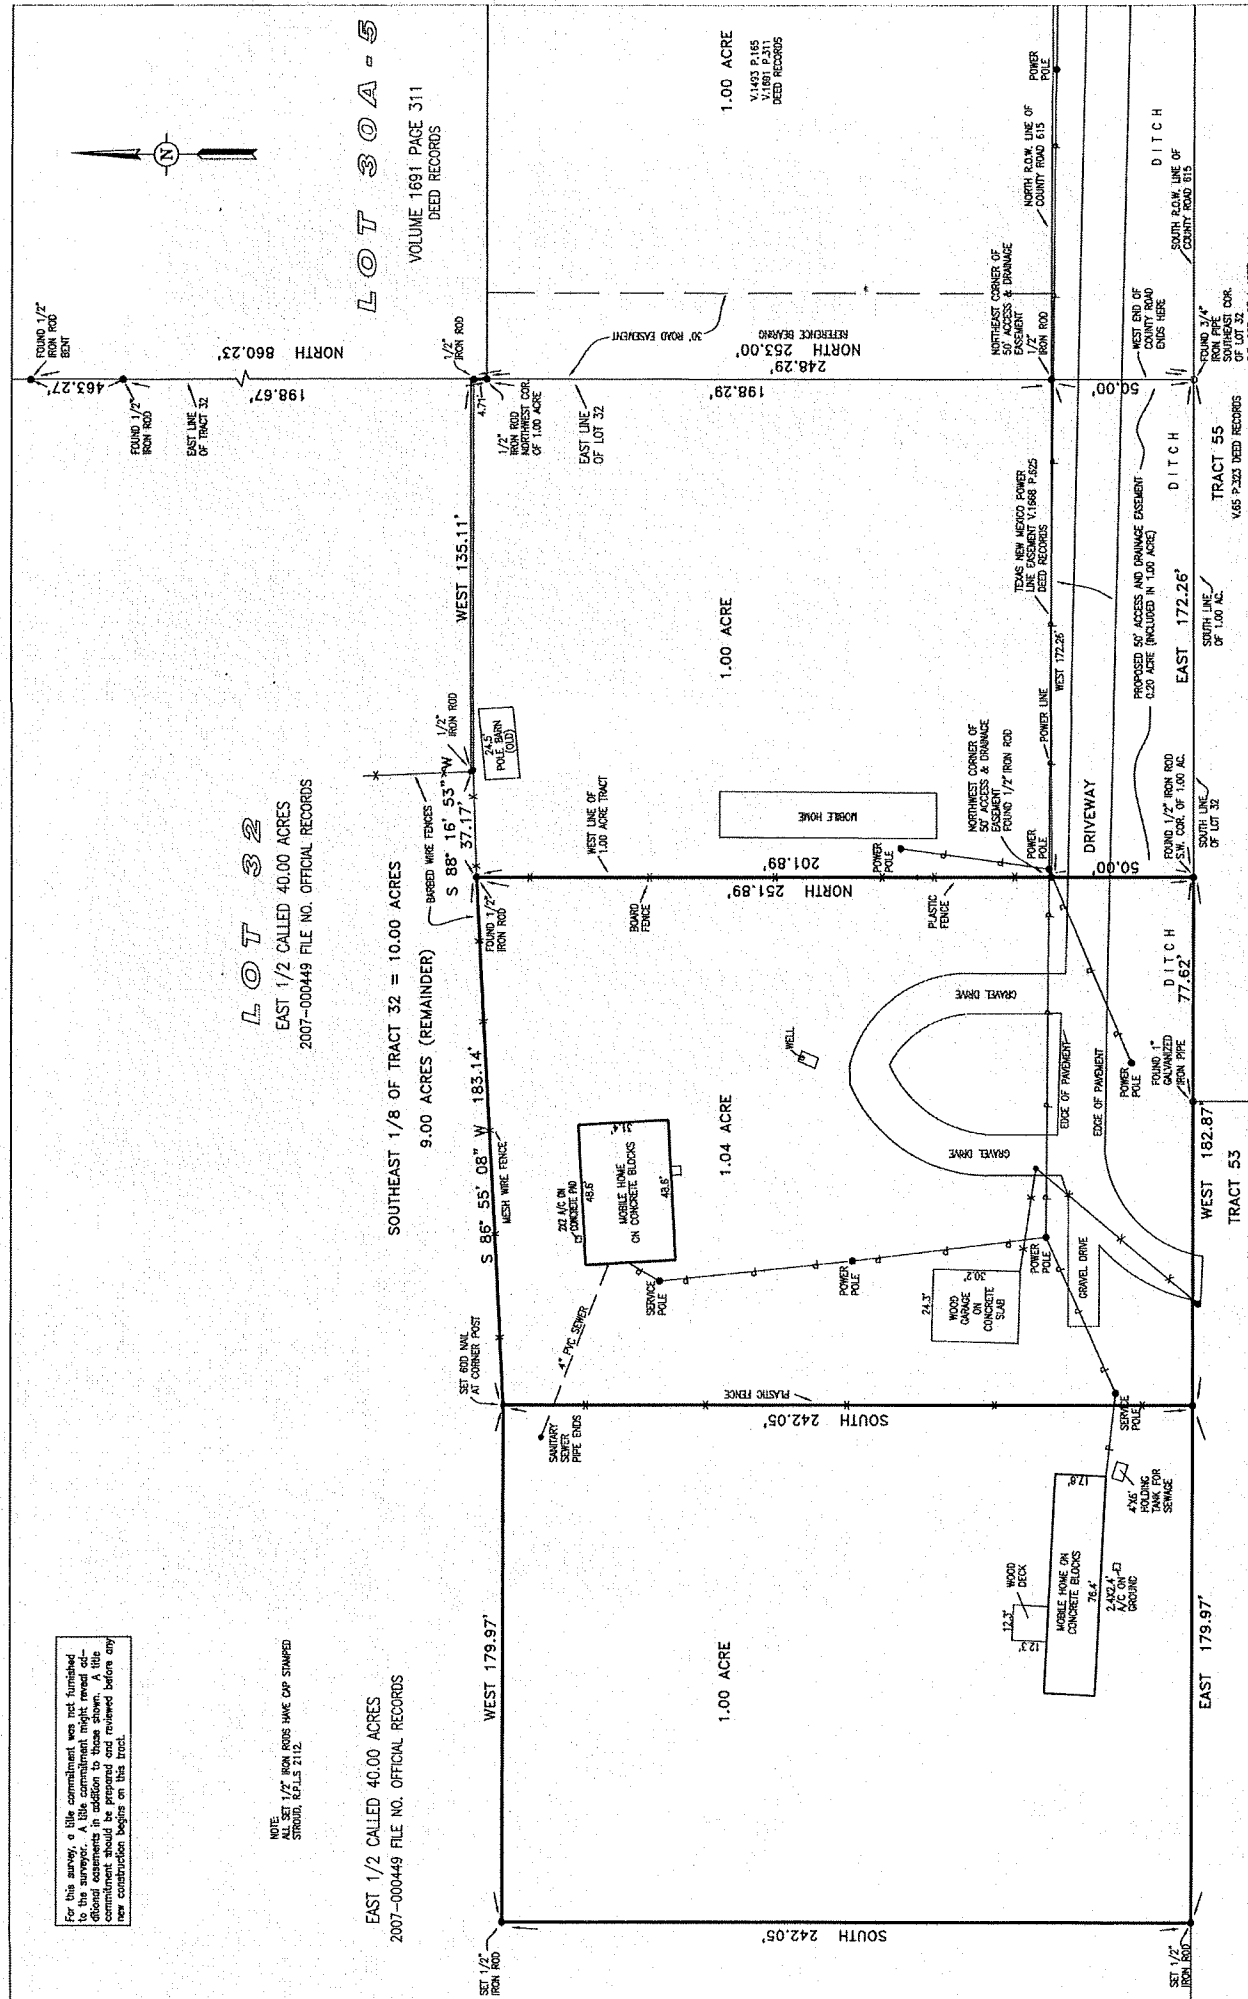 For this survey, a title commitment was not furnished
to the surveyor. A title commitment might reveal ad-
ditional easements in addition to those shown. A title
commitment should be prepared and reviewed before any
new construction begins on this tract.
NOTE:
ALL SET 1/2" IRON RODS HAVE CAP STAMPED
STROUD, R.P.L.S 2112.
EAST 1/2 CALLED 40.00 ACRES
2007-000449 FILE NO. OFFICIAL RECORDS
LOT 32
EAST 1/2 CALLED 40.00 ACRES
2007-000449 FILE NO. OFFICIAL RECORDS
SOUTHEAST 1/8 OF TRACT 32 = 10.00 ACRES
9.00 ACRES (REMAINDER)
N
LOT 30A-5
VOLUME 1691 PAGE 311
DEED RECORDS
FOUND 1/2"
IRON ROD
BENT
463.27'
FOUND 1/2"
IRON ROD
NORTH 860.23'
198.67'
EAST LINE
OF TRACT 32
1/2"
IRON ROD
4.71'
1/2"
IRON ROD
NORTHWEST COR.
OF 1.00 ACRE
EAST LINE
OF LOT 32
SET 1/2"
IRON ROD
WEST 179.97'
SET 60D NAIL
AT CORNER POST
S 86° 55' 08" W 183.14'
MESH WIRE FENCE
FOUND 1/2"
IRON ROD
BARBED WIRE FENCES
S 88° 16' 53" W
37.17'
1/2"
IRON ROD
24.5'
POLE BARN
(OLD)
WEST 135.11'
1.00 ACRE
V.1493 P.165
V.1691 P.311
DEED RECORDS
30' ROAD EASEMENT
REFERENCE BEARING
NORTH 253.00'
248.29'
198.29'
SANITARY
SEWER
PIPE ENDS
4" PVC SEWER
2X2 A/C ON
CONCRETE PAD
48.6'
MOBILE HOME
ON CONCRETE BLOCKS
31.4'
48.6'
SERVICE
POLE
WEST LINE OF
1.00 ACRE TRACT
BOARD
FENCE
1.00 ACRE
1.04 ACRE
1.00 ACRE
WELL
MOBILE HOME
201.89'
NORTH 251.89'
POWER
POLE
PLASTIC
FENCE
PLASTIC FENCE
SOUTH 242.05'
SOUTH 242.05'
POWER
POLE
24.3'
WOOD
GARAGE
ON
CONCRETE
SLAB
30.2'
GRAVEL DRIVE
GRAVEL DRIVE
GRAVEL DRIVE
POWER
POLE
EDGE OF PAVEMENT
EDGE OF PAVEMENT
POWER
POLE
NORTHWEST CORNER OF
50' ACCESS & DRAINAGE
EASEMENT
FOUND 1/2" IRON ROD
POWER
POLE
POWER LINE
WEST 172.26'
TEXAS NEW MEXICO POWER
LINE EASEMENT V.1668 P.625
DEED RECORDS
NORTHEAST CORNER OF
50' ACCESS & DRAINAGE
EASEMENT
1/2"
IRON ROD
NORTH R.O.W. LINE OF
COUNTY ROAD 615
POWER
POLE
DRIVEWAY
50.00'
50.00'
PROPOSED 50' ACCESS AND DRAINAGE EASEMENT
0.20 ACRE (INCLUDED IN 1.00 ACRE)
WEST END OF
COUNTY ROAD
ENDS HERE
DITCH
SOUTH R.O.W. LINE OF
COUNTY ROAD 615
WOOD
DECK
12.3'
12.3'
MOBILE HOME ON
CONCRETE BLOCKS
17.6'
76.4'
2.4X2.4'
A/C ON
GROUND
SERVICE
POLE
4'X6'
HOLDING
TANK FOR
SEWAGE
SET 1/2"
IRON ROD
EAST 179.97'
WEST 182.87'
TRACT 53
FOUND 1"
GALVANIZED
IRON PIPE
DITCH
77.62'
FOUND 1/2" IRON ROD
S.W. COR. OF 1.00 AC.
SOUTH LINE
OF LOT 32
EAST 172.26'
SOUTH LINE
OF 1.00 AC.
DITCH
TRACT 55
V.65 P.323 DEED RECORDS
FOUND 3/4"
IRON PIPE
SOUTHEAST COR.
OF LOT 32